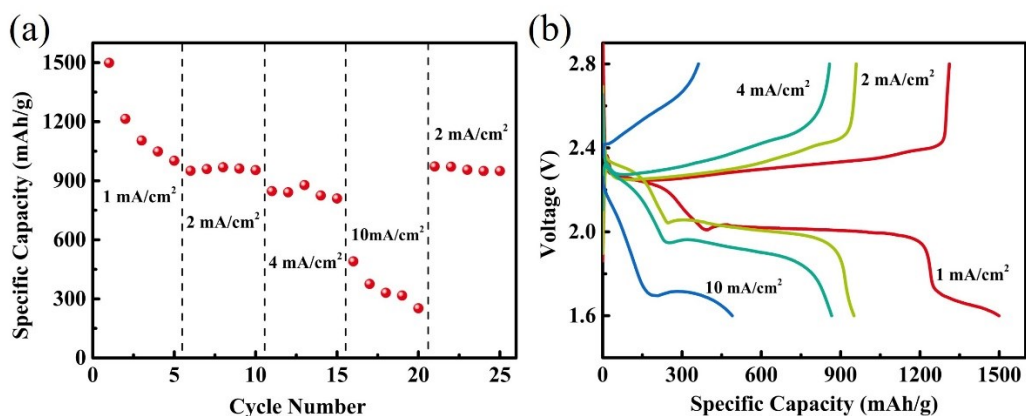 (a)
Specific Capacity (mAh/g)
1500
1200
900
600
300
0
0
5
10
15
20
25
Cycle Number
1 mA/cm²
2 mA/cm²
4 mA/cm²
10mA/cm²
2 mA/cm²
(b)
Voltage (V)
2.8
2.4
2.0
1.6
0
300
600
900
1200
1500
Specific Capacity (mAh/g)
4 mA/cm²
2 mA/cm²
1 mA/cm²
10 mA/cm²